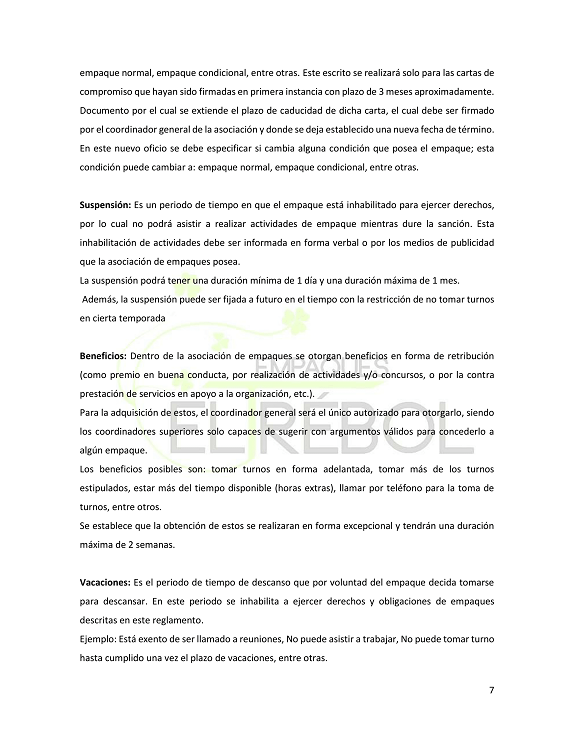 empaque normal, empaque condicional, entre otras. Este escrito se realizará solo para las cartas de
compromiso que hayan sido firmadas en primera instancia con plazo de 3 meses aproximadamente.
Documento por el cual se extiende el plazo de caducidad de dicha carta, el cual debe ser firmado
por el coordinador general de la asociación y donde se deja establecido una nueva fecha de término.
En este nuevo oficio se debe especificar si cambia alguna condición que posea el empaque; esta
condición puede cambiar a: empaque normal, empaque condicional, entre otras.
Suspensión: Es un periodo de tiempo en que el empaque está inhabilitado para ejercer derechos,
por lo cual no podrá asistir a realizar actividades de empaque mientras dure la sanción. Esta
inhabilitación de actividades debe ser informada en forma verbal o por los medios de publicidad
que la asociación de empaques posea.
La suspensión podrá tener una duración mínima de 1 día y una duración máxima de 1 mes.
Además, la suspensión puede ser fijada a futuro en el tiempo con la restricción de no tomar turnos
en cierta temporada
Beneficios: Dentro de la asociación de empaques se otorgan beneficios en forma de retribución
(como premio en buena conducta, por realización de actividades y/o concursos, o por la contra
prestación de servicios en apoyo a la organización, etc.).
Para la adquisición de estos, el coordinador general será el único autorizado para otorgarlo, siendo
los coordinadores superiores solo capaces de sugerir con argumentos válidos para concederlo a
algún empaque.
Los beneficios posibles son: tomar turnos en forma adelantada, tomar más de los turnos
estipulados, estar más del tiempo disponible (horas extras), llamar por teléfono para la toma de
turnos, entre otros.
Se establece que la obtención de estos se realizaran en forma excepcional y tendrán una duración
máxima de 2 semanas.
Vacaciones: Es el periodo de tiempo de descanso que por voluntad del empaque decida tomarse
para descansar. En este periodo se inhabilita a ejercer derechos y obligaciones de empaques
descritas en este reglamento.
Ejemplo: Está exento de ser llamado a reuniones, No puede asistir a trabajar, No puede tomar turno
hasta cumplido una vez el plazo de vacaciones, entre otras.
7
EMPAQUES
EL TRÉBOL